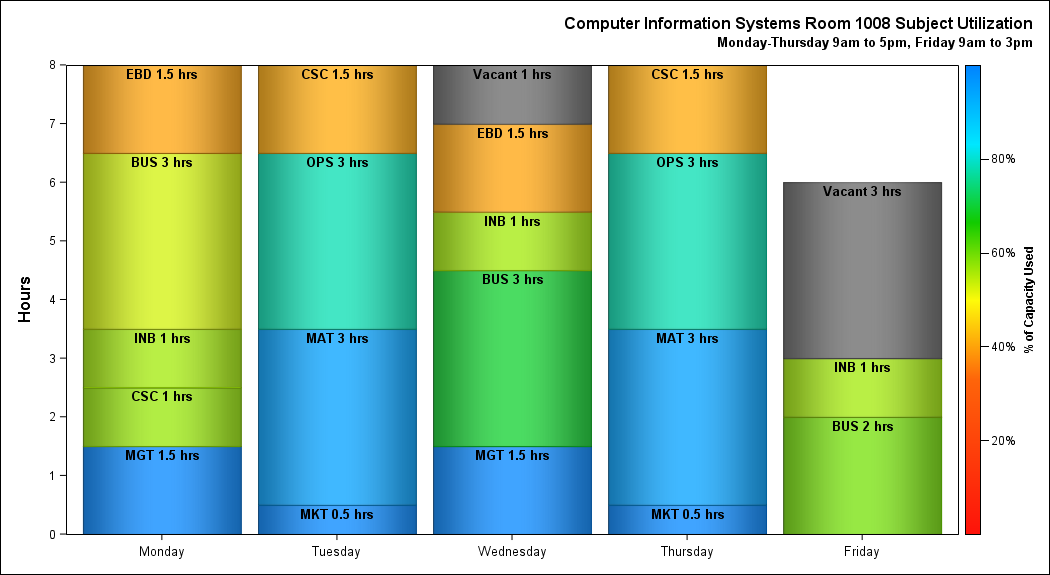 Computer Information Systems Room 1008 Subject Utilization
Monday-Thursday 9am to 5pm, Friday 9am to 3pm
Hours
8
7
6
5
4
3
2
1
0
EBD 1.5 hrs
BUS 3 hrs
INB 1 hrs
CSC 1 hrs
MGT 1.5 hrs
Monday
CSC 1.5 hrs
OPS 3 hrs
MAT 3 hrs
MKT 0.5 hrs
Tuesday
Vacant 1 hrs
EBD 1.5 hrs
INB 1 hrs
BUS 3 hrs
MGT 1.5 hrs
Wednesday
CSC 1.5 hrs
OPS 3 hrs
MAT 3 hrs
MKT 0.5 hrs
Thursday
Vacant 3 hrs
INB 1 hrs
BUS 2 hrs
Friday
80%
60%
40%
20%
% of Capacity Used